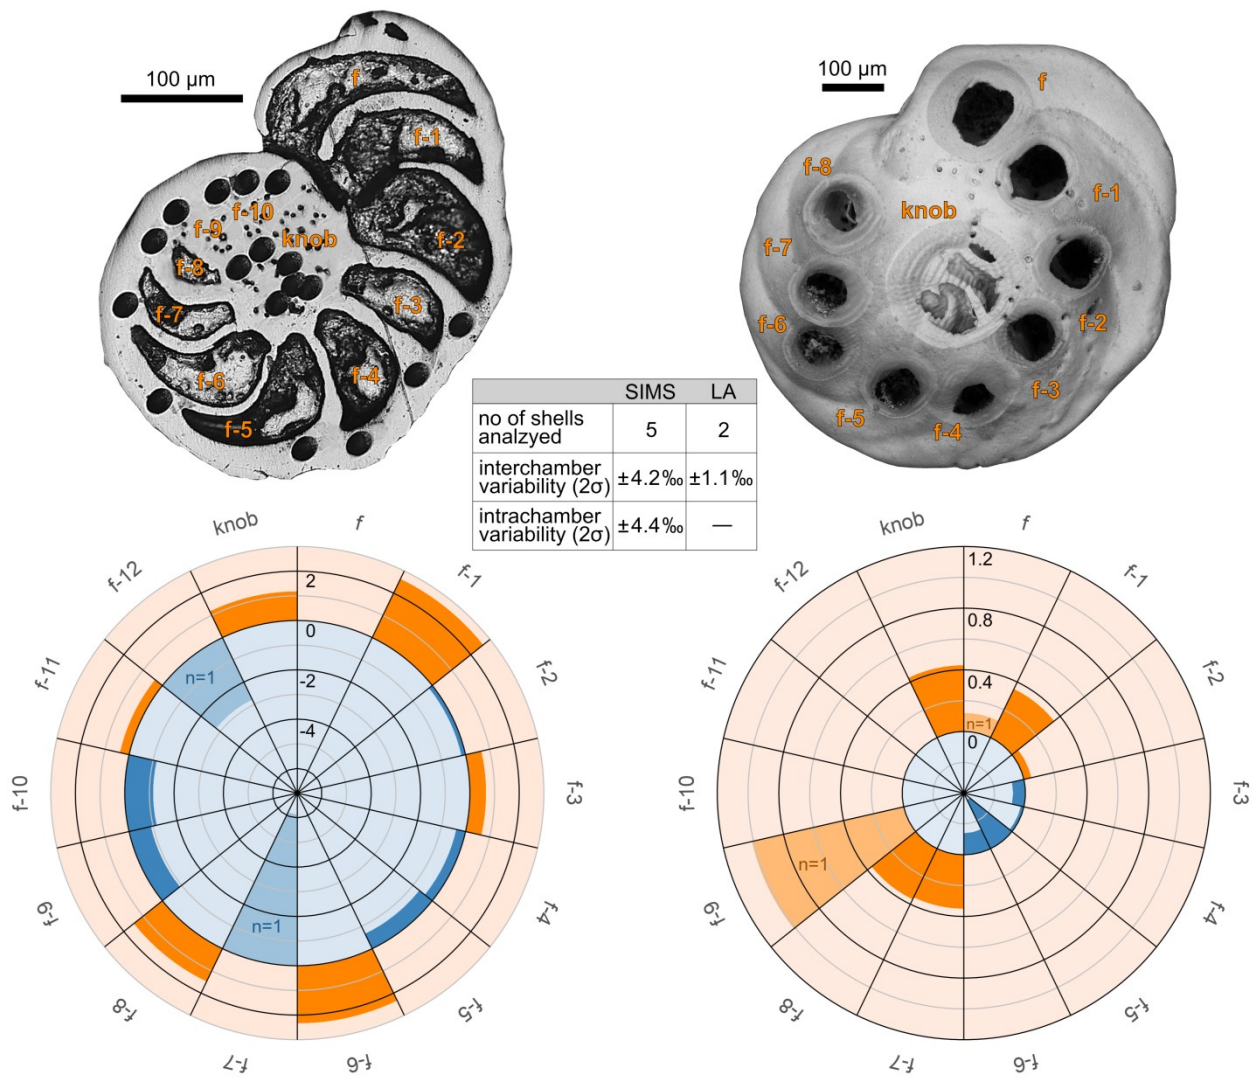 100 µm
f
f-1
f-2
f-3
f-4
f-5
f-6
f-7
f-8
f-9
f-10
knob
100 µm
f
f-1
f-2
f-3
f-4
f-5
f-6
f-7
f-8
knob
SIMS LA
no of shells
analzyed 5 2
interchamber
variability (2σ) ±4.2‰ ±1.1‰
intrachamber
variability (2σ) ±4.4‰ —
knob
f
f-1
f-2
f-3
f-4
f-5
f-6
f-7
f-8
f-9
f-10
f-11
f-12
2
0
-2
-4
n=1
n=1
knob
f
f-1
f-2
f-3
f-4
f-5
f-6
f-7
f-8
f-9
f-10
f-11
f-12
1.2
0.8
0.4
0
n=1
n=1